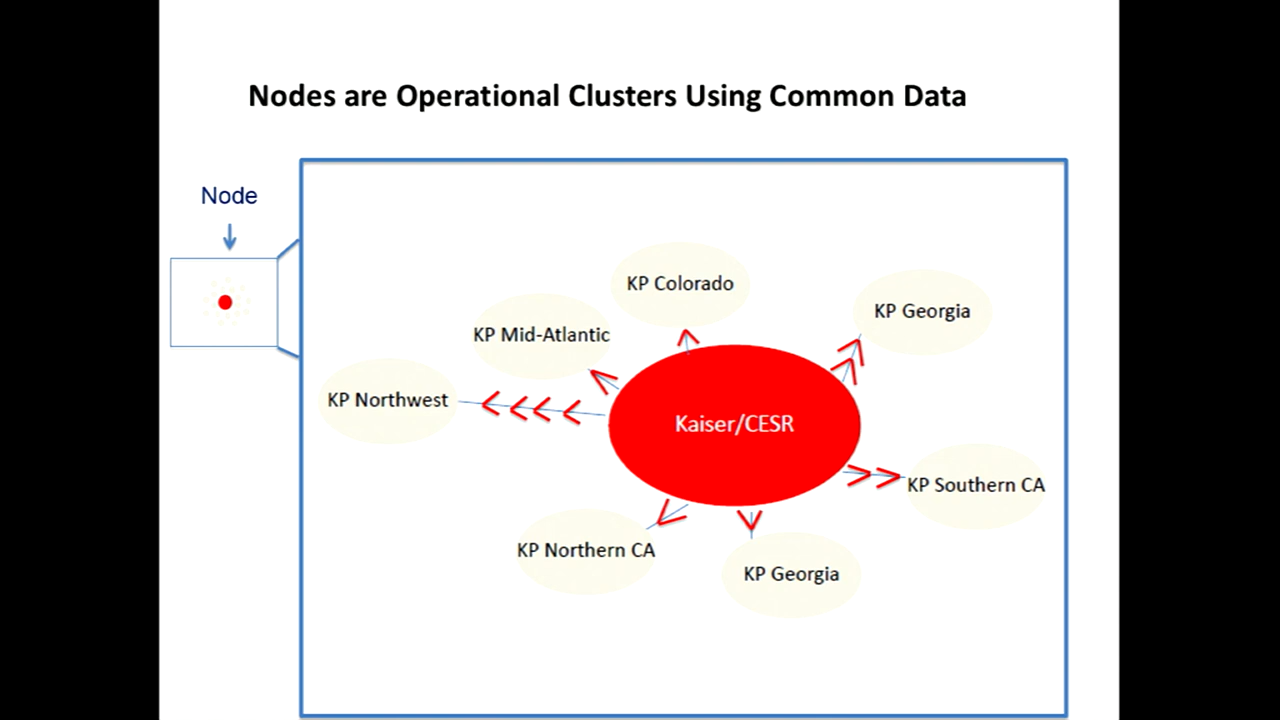 Nodes are Operational Clusters Using Common Data
Node
KP Colorado
KP Georgia
KP Mid-Atlantic
KP Northwest
Kaiser/CESR
KP Southern CA
KP Northern CA
KP Georgia